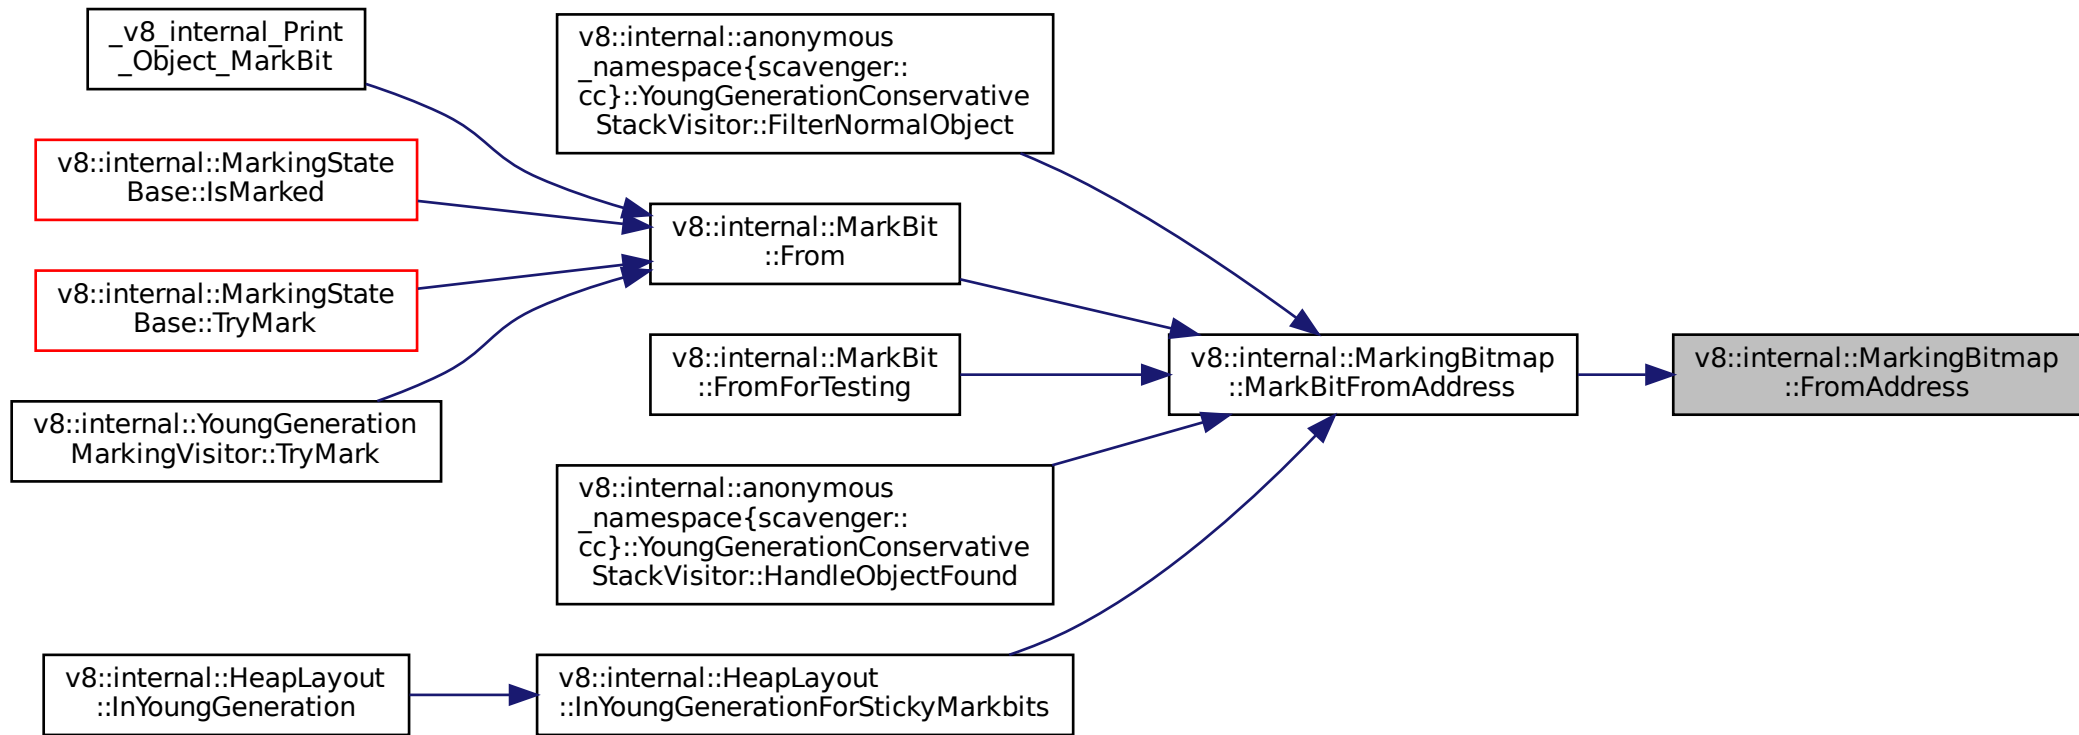 _v8_internal_Print
_Object_MarkBit
v8::internal::MarkingState
Base::IsMarked
v8::internal::MarkingState
Base::TryMark
v8::internal::YoungGeneration
MarkingVisitor::TryMark
v8::internal::HeapLayout
::InYoungGeneration
v8::internal::anonymous
_namespace{scavenger::
cc}::YoungGenerationConservative
StackVisitor::FilterNormalObject
v8::internal::MarkBit
::From
v8::internal::MarkBit
::FromForTesting
v8::internal::anonymous
_namespace{scavenger::
cc}::YoungGenerationConservative
StackVisitor::HandleObjectFound
v8::internal::HeapLayout
::InYoungGenerationForStickyMarkbits
v8::internal::MarkingBitmap
::MarkBitFromAddress
v8::internal::MarkingBitmap
::FromAddress